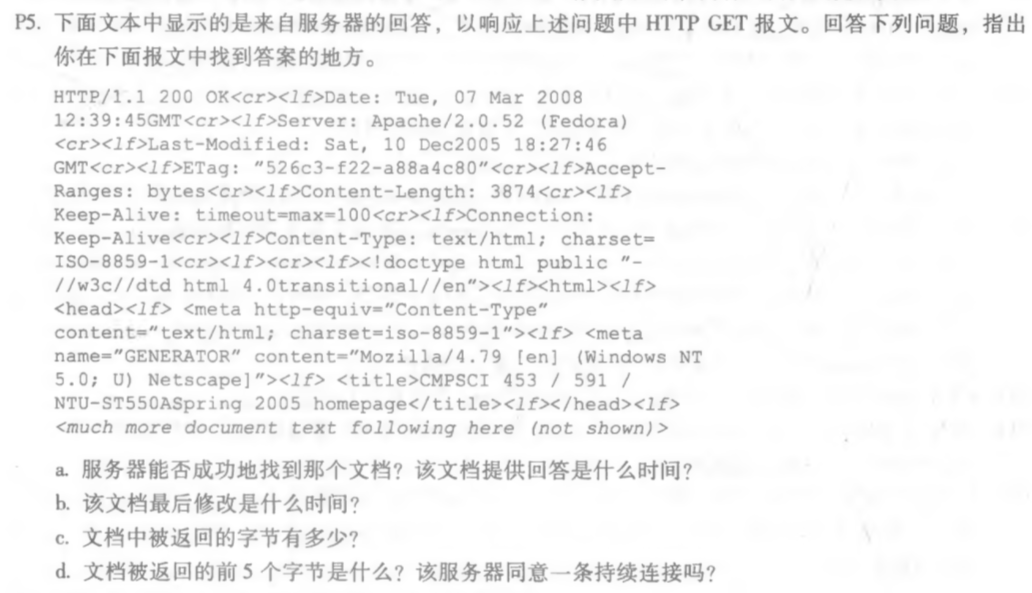 P5. 下面文本中显示的是来自服务器的回答，以响应上述问题中 HTTP GET 报文。回答下列问题，指出
你在下面报文中找到答案的地方。
HTTP/1.1 200 OK<cr><lf>Date: Tue, 07 Mar 2008
12:39:45GMT<cr><lf>Server: Apache/2.0.52 (Fedora)
<cr><lf>Last-Modified: Sat, 10 Dec2005 18:27:46
GMT<cr><lf>ETag: ”526c3-f22-a88a4c80”<cr><lf>Accept-
Ranges: bytes<cr><lf>Content-Length: 3874<cr><lf>
Keep-Alive: timeout=max=100<cr><lf>Connection:
Keep-Alive<cr><lf>Content-Type: text/html; charset=
ISO-8859-1<cr><lf><cr><lf><!doctype html public ”-
//w3c//dtd html 4.0transitional//en”><lf><html><lf>
<head><lf> <meta http-equiv=”Content-Type”
content=”text/html; charset=iso-8859-1”><lf> <meta
name=”GENERATOR” content=”Mozilla/4.79 [en] (Windows NT
5.0; U) Netscape]”><lf> <title>CMPSCI 453 / 591 /
NTU-ST550ASpring 2005 homepage</title><lf></head><lf>
<much more document text following here (not shown)>
a. 服务器能否成功地找到那个文档？该文档提供回答是什么时间？
b. 该文档最后修改是什么时间？
c. 文档中被返回的字节有多少？
d. 文档被返回的前 5 个字节是什么？该服务器同意一条持续连接吗？